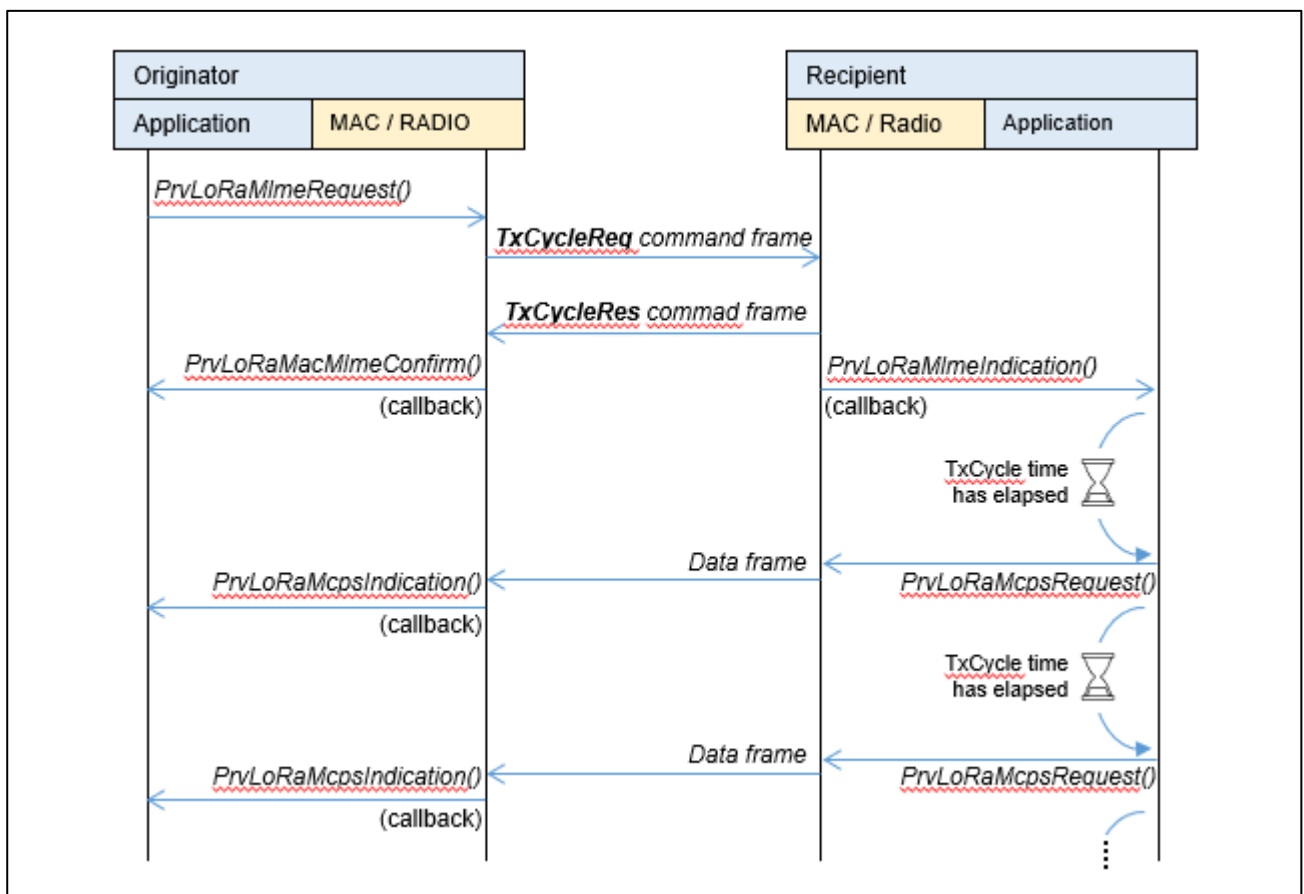 Originator
Recipient
Application
MAC / RADIO
MAC / Radio
Application
PrvLoRaMlmeRequest()
TxCycleReq command frame
TxCycleRes commad frame
PrvLoRaMacMlmeConfirm()
(callback)
PrvLoRaMlmeIndication()
(callback)
TxCycle time
has elapsed
Data frame
PrvLoRaMcpsRequest()
PrvLoRaMcpsIndication()
(callback)
TxCycle time
has elapsed
Data frame
PrvLoRaMcpsRequest()
PrvLoRaMcpsIndication()
(callback)